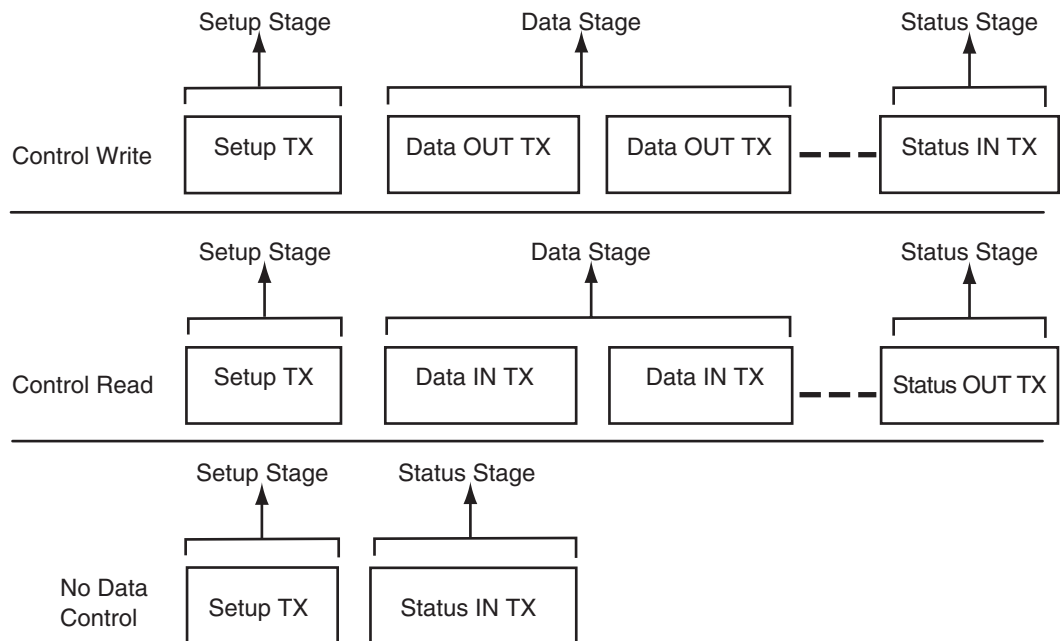 Setup Stage Data Stage Status Stage
Control Write Setup TX Data OUT TX Data OUT TX Status IN TX
Setup Stage Data Stage Status Stage
Control Read Setup TX Data IN TX Data IN TX Status OUT TX
Setup Stage Status Stage
No Data
Control Setup TX Status IN TX